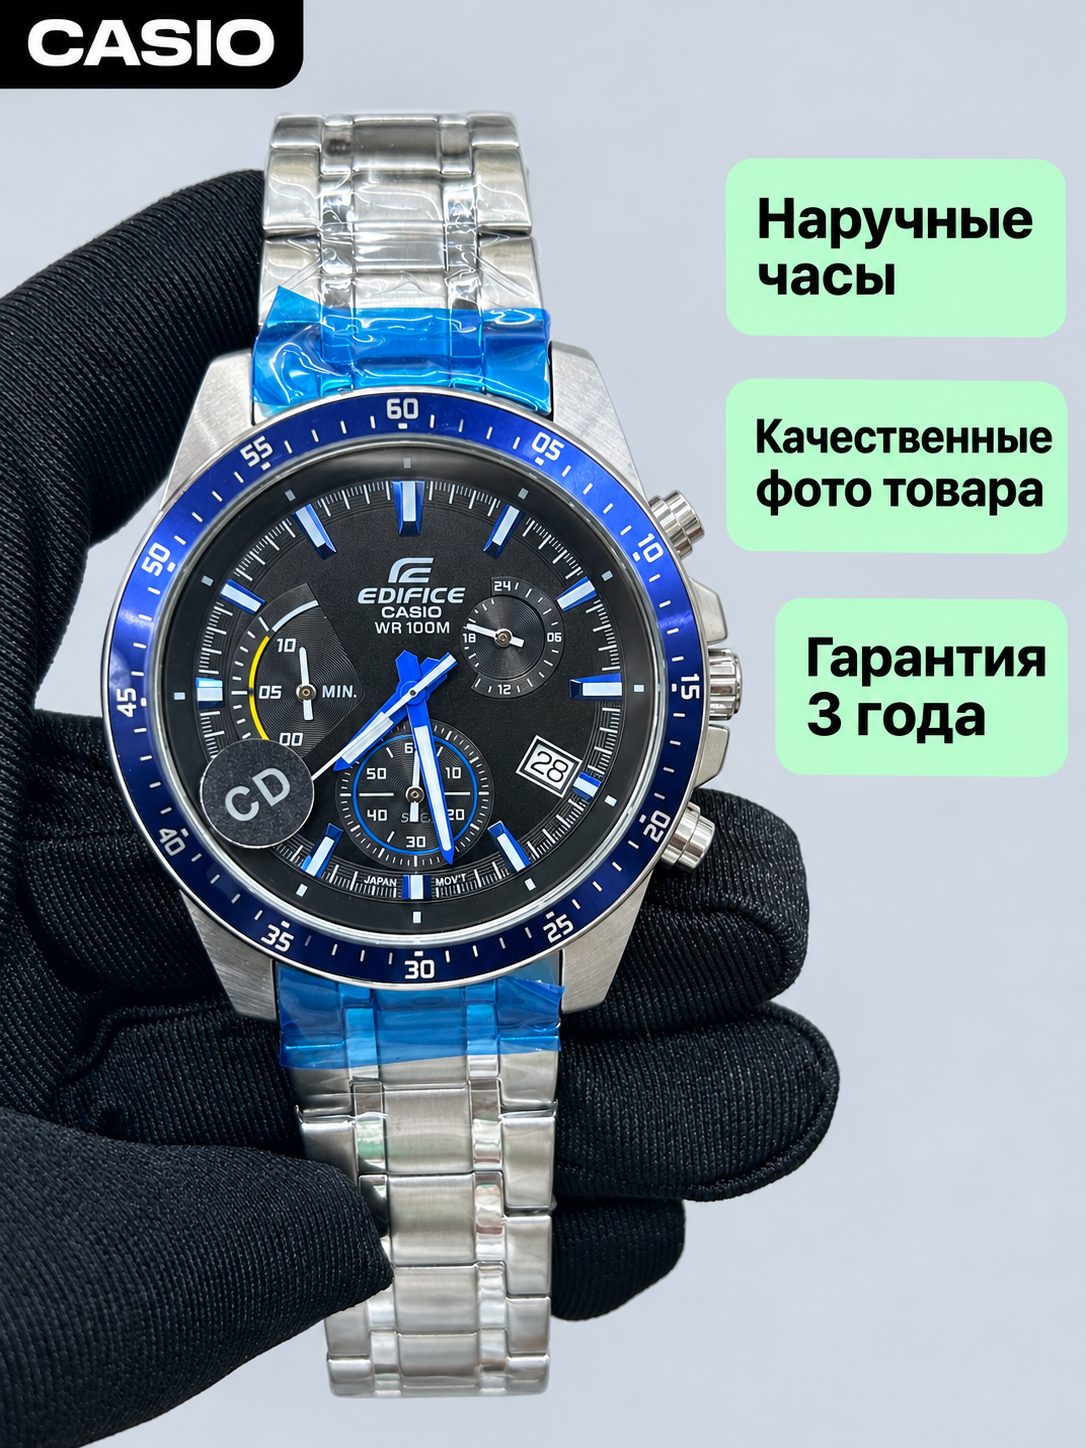 CASIO
Наручные
часы
Качественные
фото товара
Гарантия
3 года
60
05
10
15
20
25
30
35
40
45
50
55
EDIFICE
CASIO
WR 100M
24
06
12
18
10
05
00
MIN.
50
10
40
20
30
28
CD
JAPAN MOV'T